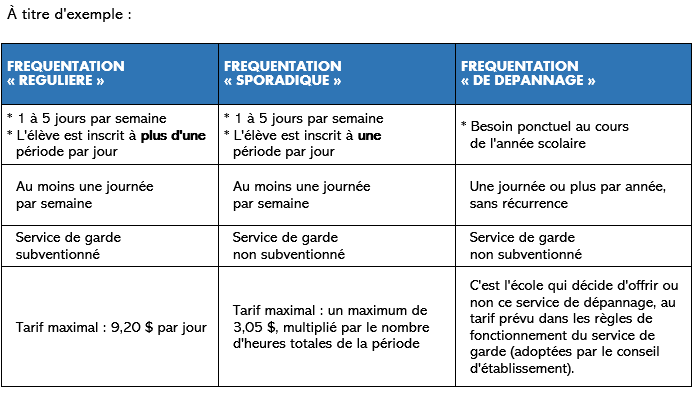 À titre d'exemple :
FREQUENTATION
« REGULIERE »
FREQUENTATION
« SPORADIQUE »
FREQUENTATION
« DE DEPANNAGE »
* 1 à 5 jours par semaine
* L'élève est inscrit à plus d'une
période par jour
* 1 à 5 jours par semaine
* L'élève est inscrit à une
période par jour
* Besoin ponctuel au cours
de l'année scolaire
Au moins une journée
par semaine
Au moins une journée
par semaine
Une journée ou plus par année,
sans récurrence
Service de garde
subventionné
Service de garde
non subventionné
Service de garde
non subventionné
Tarif maximal : 9,20 $ par jour
Tarif maximal : un maximum de
3,05 $, multiplié par le nombre
d'heures totales de la période
C'est l'école qui décide d'offrir ou
non ce service de dépannage, au
tarif prévu dans les règles de
fonctionnement du service de
garde (adoptées par le conseil
d'établissement).